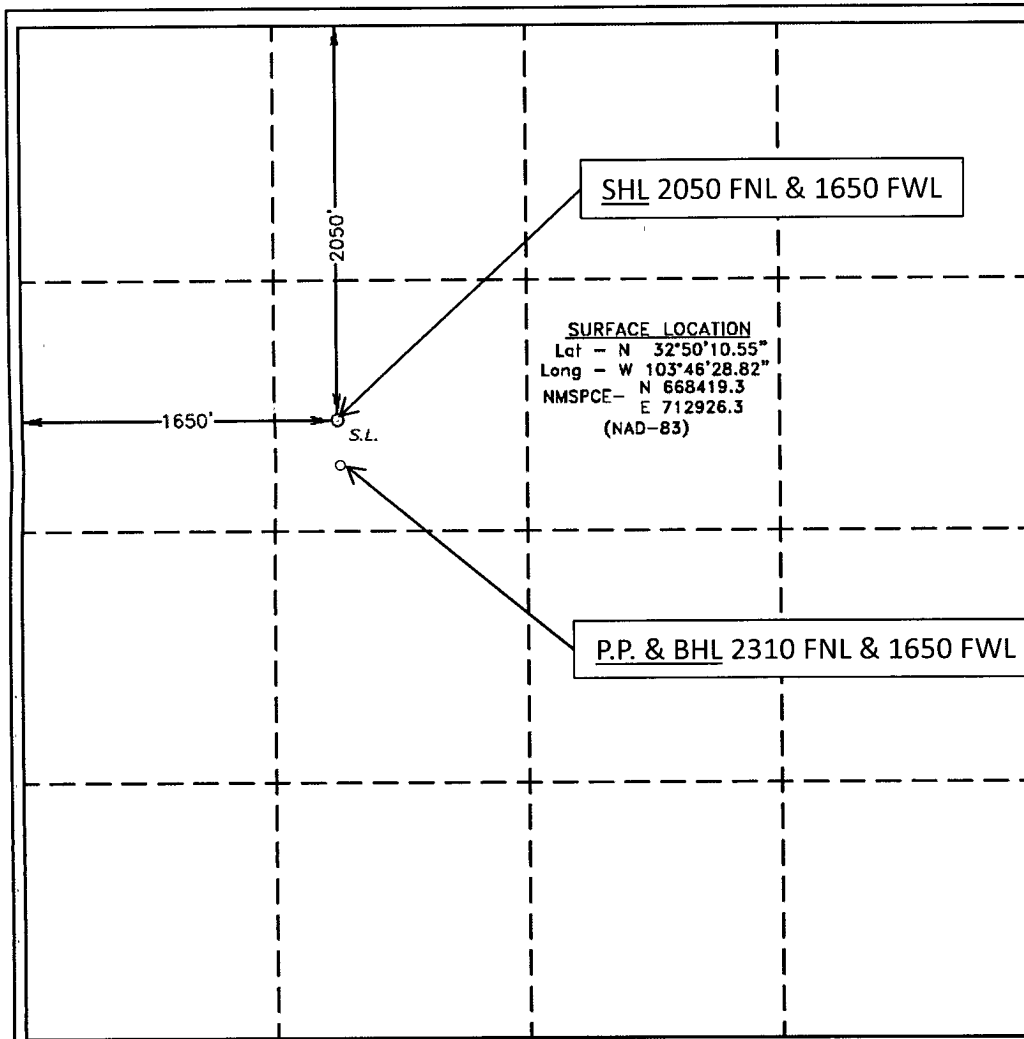 2050'
SHL 2050 FNL & 1650 FWL
SURFACE LOCATION
Lat - N 32°50'10.55"
Long - W 103°46'28.82"
NMSPCE- N 668419.3
E 712926.3
(NAD-83)
1650'
S.L.
P.P. & BHL 2310 FNL & 1650 FWL